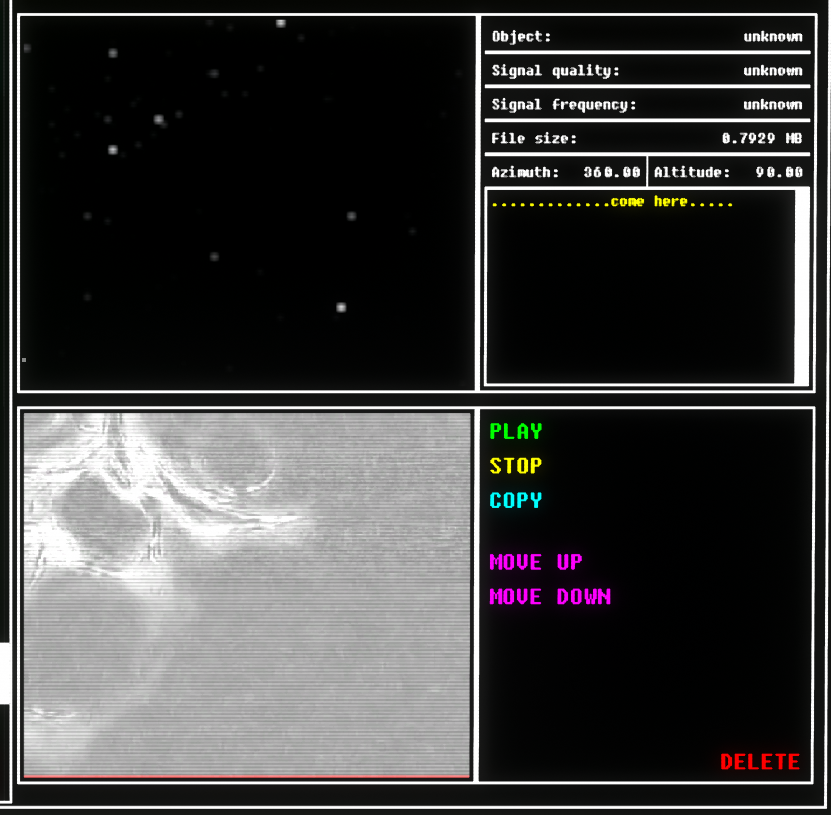 Object: unknown
Signal quality: unknown
Signal frequency: unknown
File size: 0.7929 MB
Azimuth: 360.00 Altitude: 90.00
.............come here.....
PLAY
STOP
COPY
MOVE UP
MOVE DOWN
DELETE